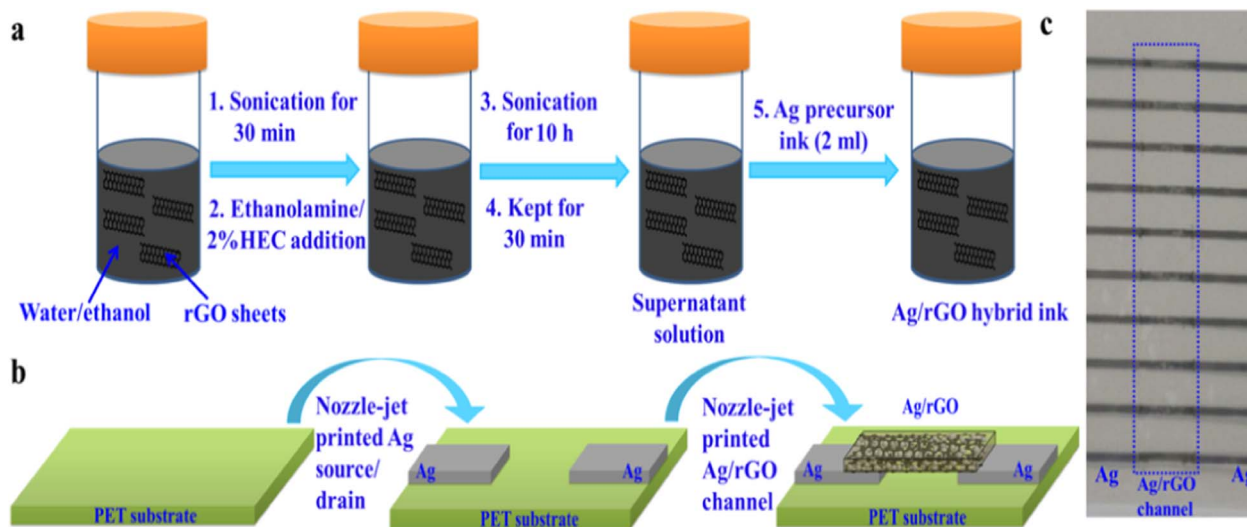 a
1. Sonication for
30 min
2. Ethanolamine/
2%HEC addition
3. Sonication
for 10 h
4. Kept for
30 min
5. Ag precursor
ink (2 ml)
Water/ethanol
rGO sheets
Supernatant
solution
Ag/rGO hybrid ink
b
Nozzle-jet
printed Ag
source/
drain
PET substrate
Ag
Ag
PET substrate
Nozzle-jet
printed
Ag/rGO
channel
Ag/rGO
Ag
Ag
PET substrate
c
Ag
Ag/rGO
channel